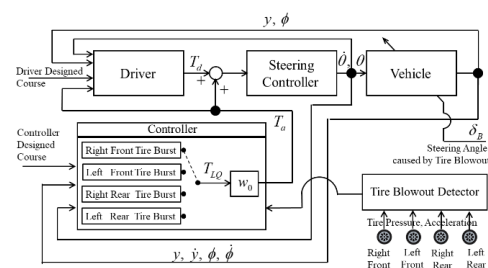 y, ϕ
Driver Designed
Course
Driver
T_d
+
+
Steering
Controller
θ̇, θ
Vehicle
T_a
δ_B
Steering Angle
caused by Tire Blowout
Controller
Controller
Designed
Course
Right Front Tire Burst
Left Front Tire Burst
Right Rear Tire Burst
Left Rear Tire Burst
T_LQ
w_0
Tire Blowout Detector
Tire Pressure, Acceleration
Right
Front
Left
Front
Right
Rear
Left
Rear
y, ẏ, ϕ, ϕ̇